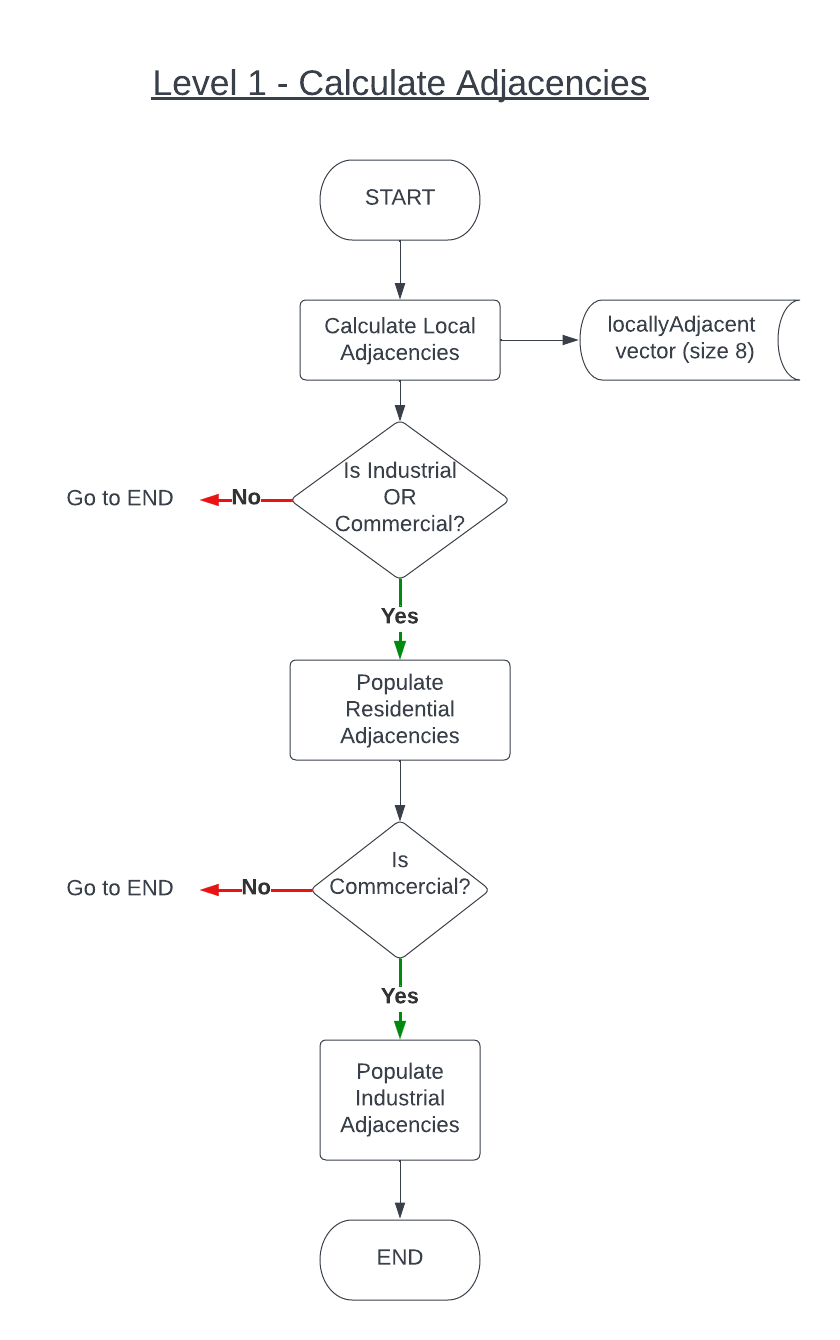 Level 1 - Calculate Adjacencies
START
Calculate Local
Adjacencies
locallyAdjacent
vector (size 8)
Is Industrial
OR
Commercial?
No
Go to END
Yes
Populate
Residential
Adjacencies
Is
Commcercial?
No
Go to END
Yes
Populate
Industrial
Adjacencies
END